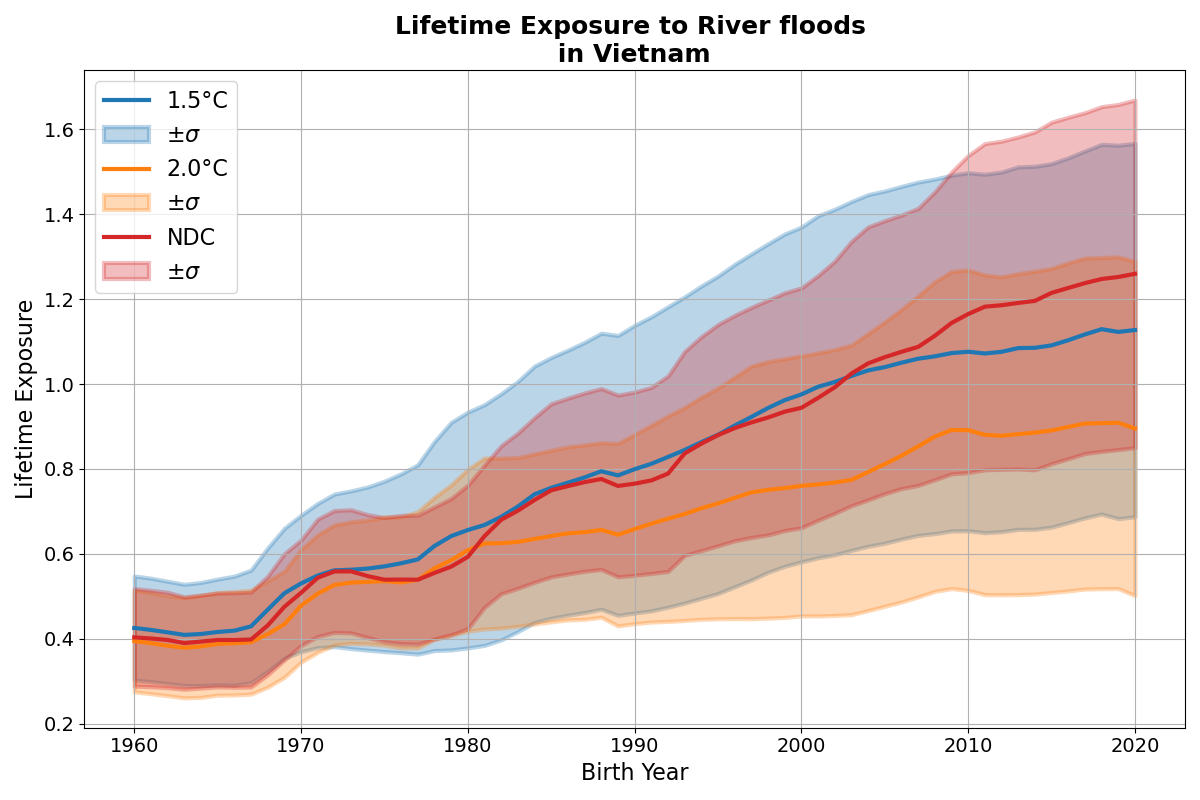 Lifetime Exposure to River floods
in Vietnam
1.5°C
±σ
2.0°C
±σ
NDC
±σ
Lifetime Exposure
1.6
1.4
1.2
1.0
0.8
0.6
0.4
0.2
1960 1970 1980 1990 2000 2010 2020
Birth Year